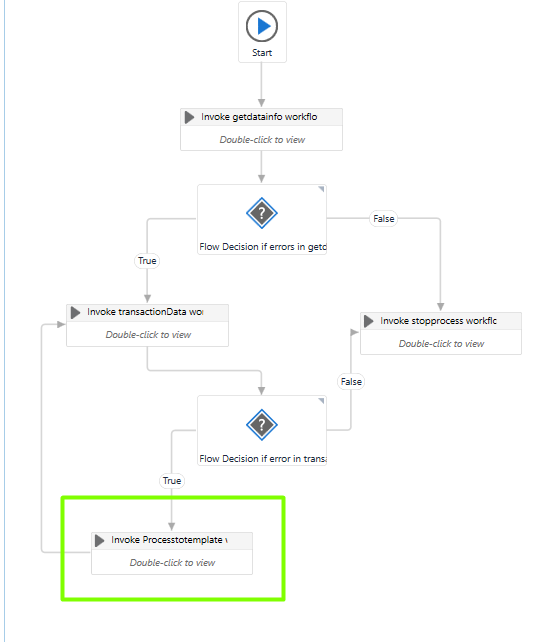 Start
Invoke getdatainfo workflo
Double-click to view
?
Flow Decision if errors in getd
False
True
Invoke transactionData wor
Double-click to view
Invoke stopprocess workflc
Double-click to view
False
?
Flow Decision if error in transa
True
Invoke Processtotemplate v
Double-click to view